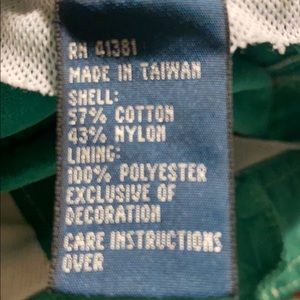 RN 41381
MADE IN TAIWAN
SHELL:
57% COTTON
43% NYLON
LINING:
100% POLYESTER
EXCLUSIVE OF
DECORATION
CARE INSTRUCTIONS
OVER